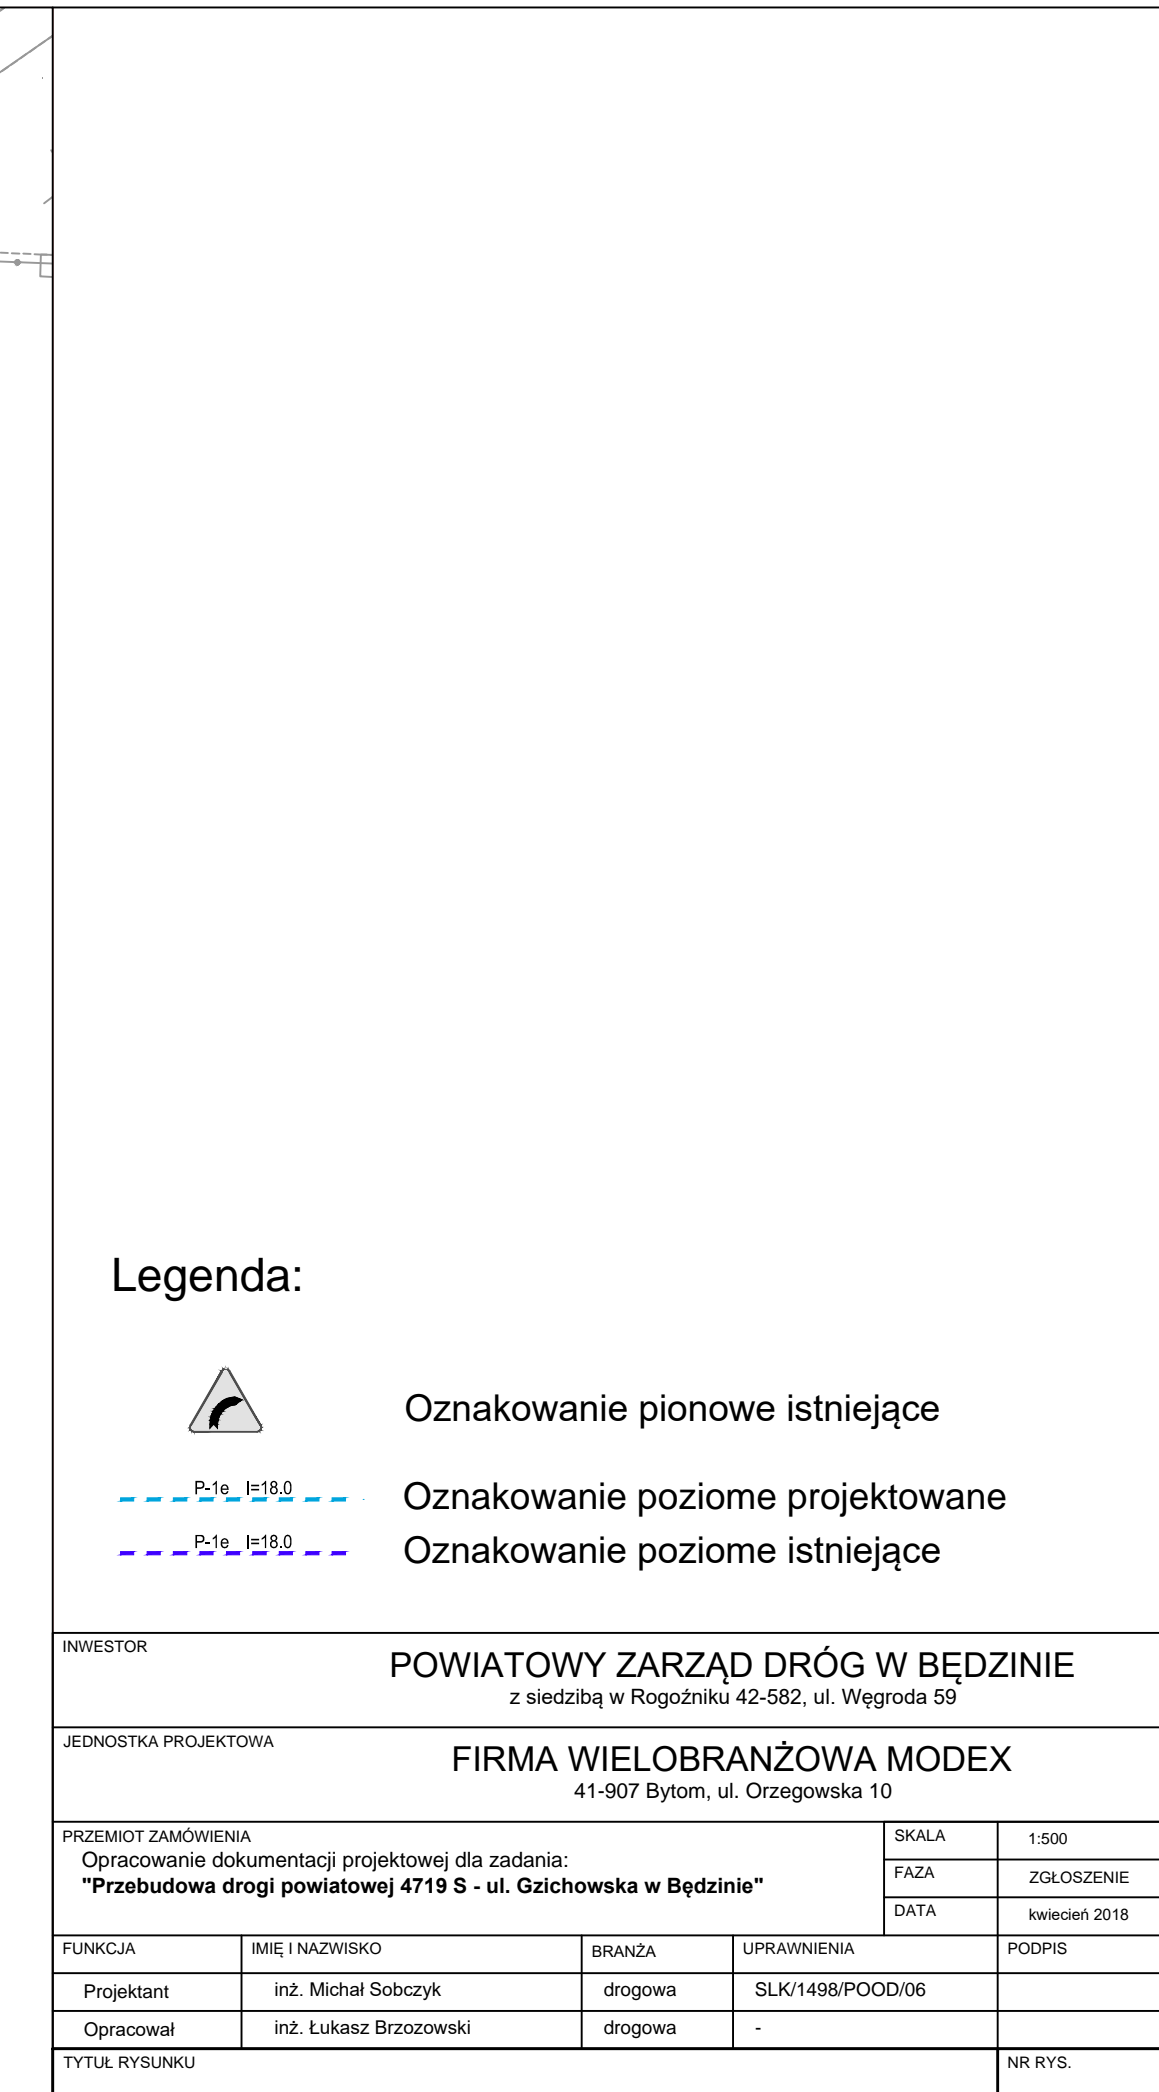 Legenda:
Oznakowanie pionowe istniejące
P-1e l=18.0
Oznakowanie poziome projektowane
P-1e l=18.0
Oznakowanie poziome istniejące
INWESTOR
POWIATOWY ZARZĄD DRÓG W BĘDZINIE
z siedzibą w Rogoźniku 42-582, ul. Węgroda 59
JEDNOSTKA PROJEKTOWA
FIRMA WIELOBRANŻOWA MODEX
41-907 Bytom, ul. Orzegowska 10
PRZEMIOT ZAMÓWIENIA
Opracowanie dokumentacji projektowej dla zadania:
"Przebudowa drogi powiatowej 4719 S - ul. Gzichowska w Będzinie"
SKALA 1:500
FAZA ZGŁOSZENIE
DATA kwiecień 2018
FUNKCJA IMIĘ I NAZWISKO BRANŻA UPRAWNIENIA PODPIS
Projektant inż. Michał Sobczyk drogowa SLK/1498/POOD/06
Opracował inż. Łukasz Brzozowski drogowa -
TYTUŁ RYSUNKU NR RYS.